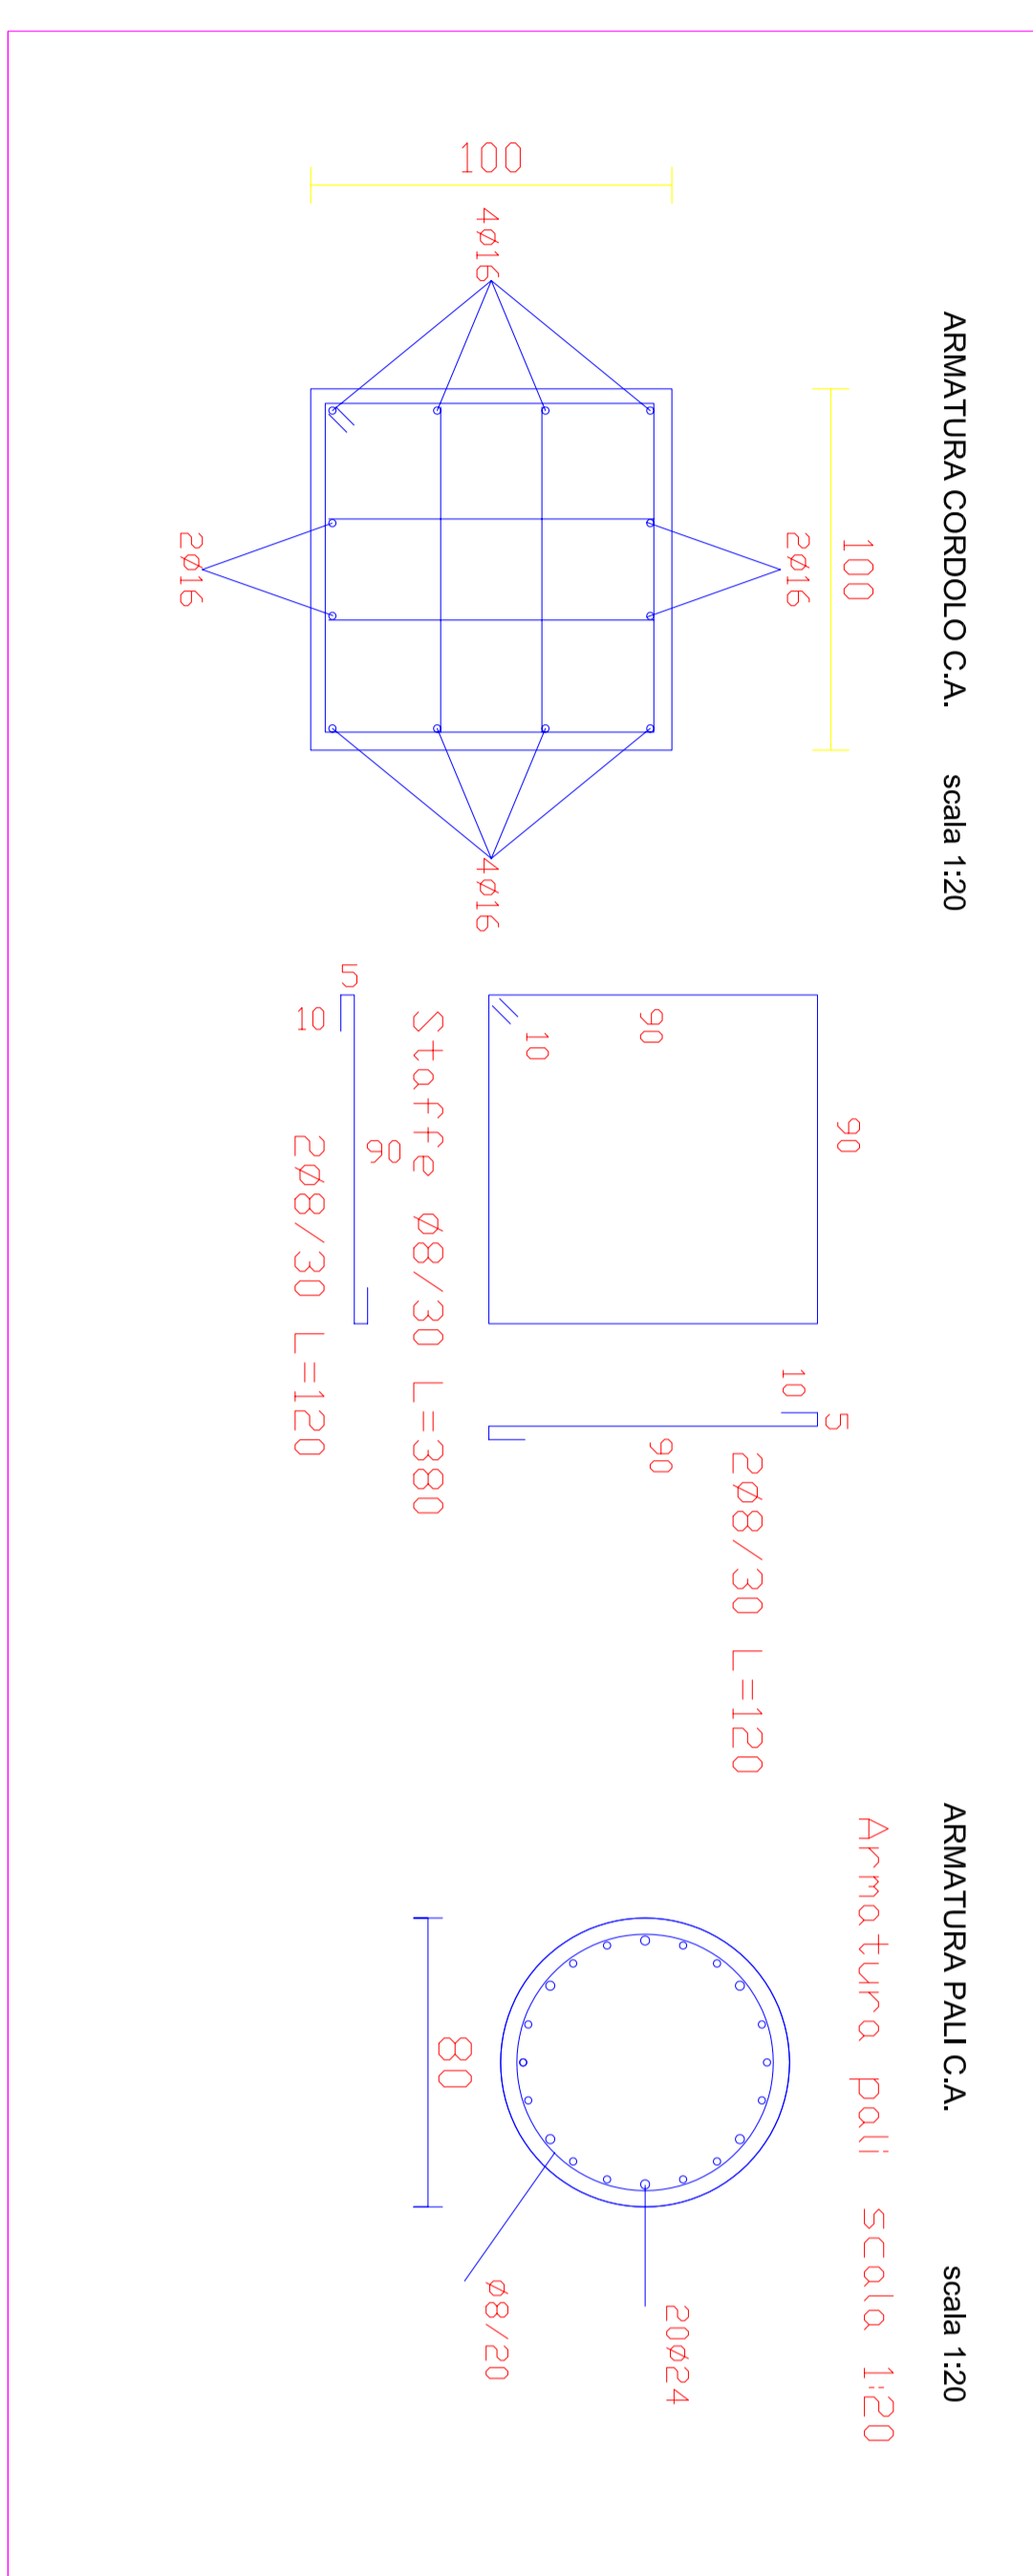 ARMATURA CORDOLO C.A. scala 1:20
100
2Ø16
100
4Ø16
4Ø16
2Ø16
90
90
10
Staffe Ø8/30 L=380
5
10
90
2Ø8/30 L=120
10
5
90
2Ø8/30 L=120
ARMATURA PALI C.A. scala 1:20
Armatura pali scala 1:20
20Ø24
Ø8/20
80